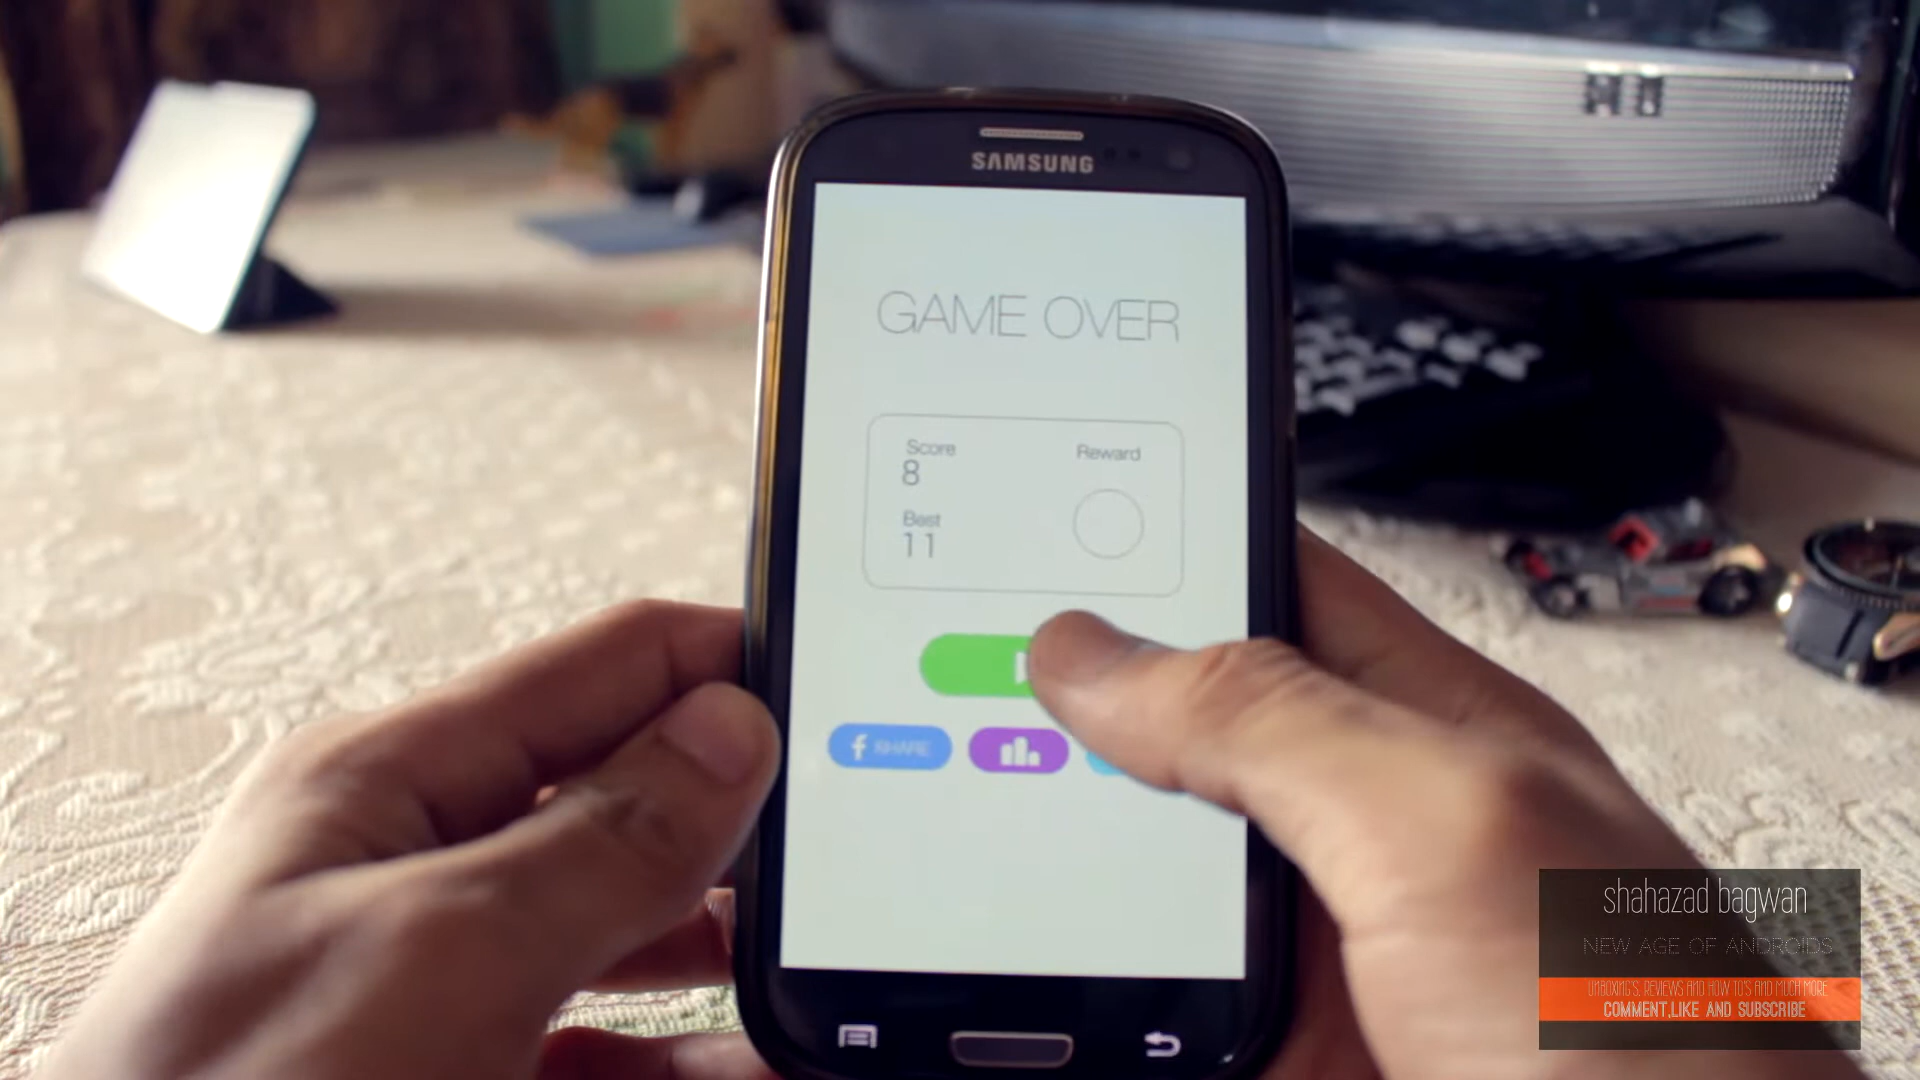 SAMSUNG
GAME OVER
Score
8
Reward
Best
11
f SHARE
shahazad bagwan
NEW AGE OF ANDROIDS
UNBOXING'S, REVIEWS AND HOW TO'S AND MUCH MORE
COMMENT,LIKE AND SUBSCRIBE